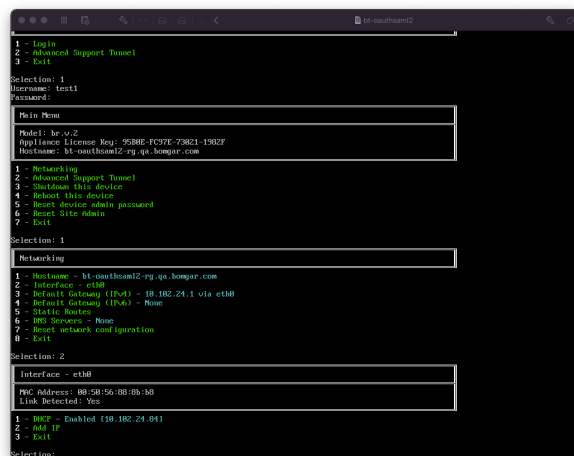 bt-oauthsaml2
1 - Login
2 - Advanced Support Tunnel
3 - Exit
Selection: 1
Username: test1
Password:
Main Menu
Model: br.v.2
Appliance License Key: 95B0E-FC97E-73021-1982F
Hostname: bt-oauthsaml2-rg.qa.bomgar.com
1 - Networking
2 - Advanced Support Tunnel
3 - Shutdown this device
4 - Reboot this device
5 - Reset device admin password
6 - Reset Site Admin
7 - Exit
Selection: 1
Networking
1 - Hostname - bt-oauthsaml2-rg.qa.bomgar.com
2 - Interface - eth0
3 - Default Gateway (IPv4) - 10.102.24.1 via eth0
4 - Default Gateway (IPv6) - None
5 - Static Routes
6 - DNS Servers - None
7 - Reset network configuration
8 - Exit
Selection: 2
Interface - eth0
MAC Address: 00:50:56:88:8b:b8
Link Detected: Yes
1 - DHCP - Enabled [10.102.24.84]
2 - Add IP
3 - Exit
Selection: